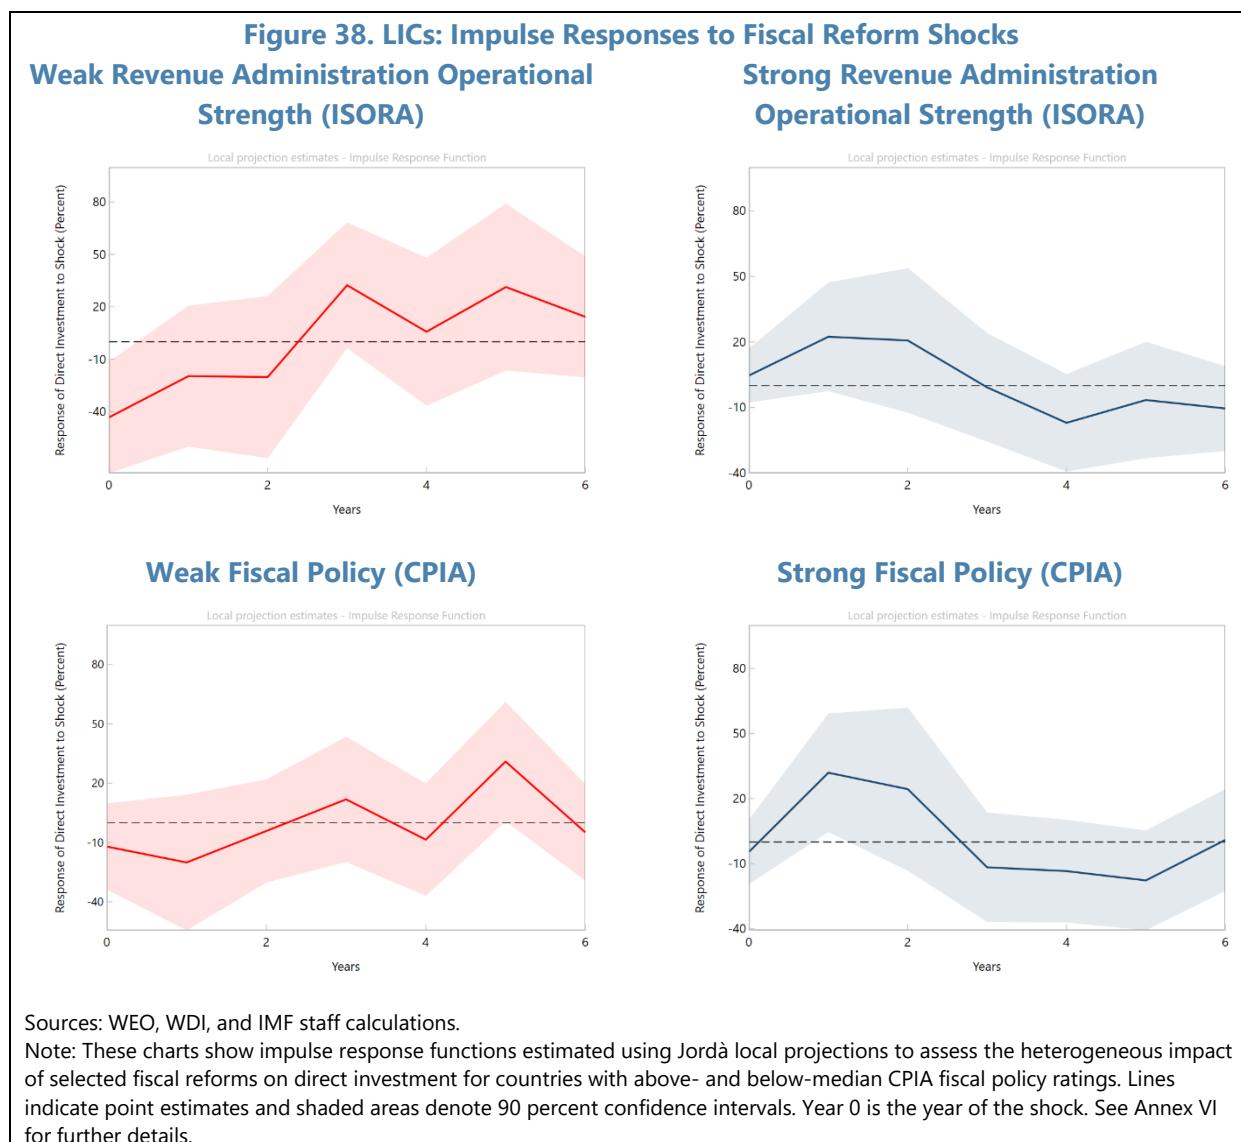 Figure 38. LICs: Impulse Responses to Fiscal Reform Shocks
Weak Revenue Administration Operational
Strength (ISORA)
Local projection estimates - Impulse Response Function
Response of Direct Investment to Shock (Percent)
80
50
20
-10
-40
0
2
4
6
Years
Strong Revenue Administration
Operational Strength (ISORA)
Local projection estimates - Impulse Response Function
Response of Direct Investment to Shock (Percent)
80
50
20
-10
-40
0
2
4
6
Years
Weak Fiscal Policy (CPIA)
Local projection estimates - Impulse Response Function
Response of Direct Investment to Shock (Percent)
80
50
20
-10
-40
0
2
4
6
Years
Strong Fiscal Policy (CPIA)
Local projection estimates - Impulse Response Function
Response of Direct Investment to Shock (Percent)
80
50
20
-10
-40
0
2
4
6
Years
Sources: WEO, WDI, and IMF staff calculations.
Note: These charts show impulse response functions estimated using Jordà local projections to assess the heterogeneous impact
of selected fiscal reforms on direct investment for countries with above- and below-median CPIA fiscal policy ratings. Lines
indicate point estimates and shaded areas denote 90 percent confidence intervals. Year 0 is the year of the shock. See Annex VI
for further details.